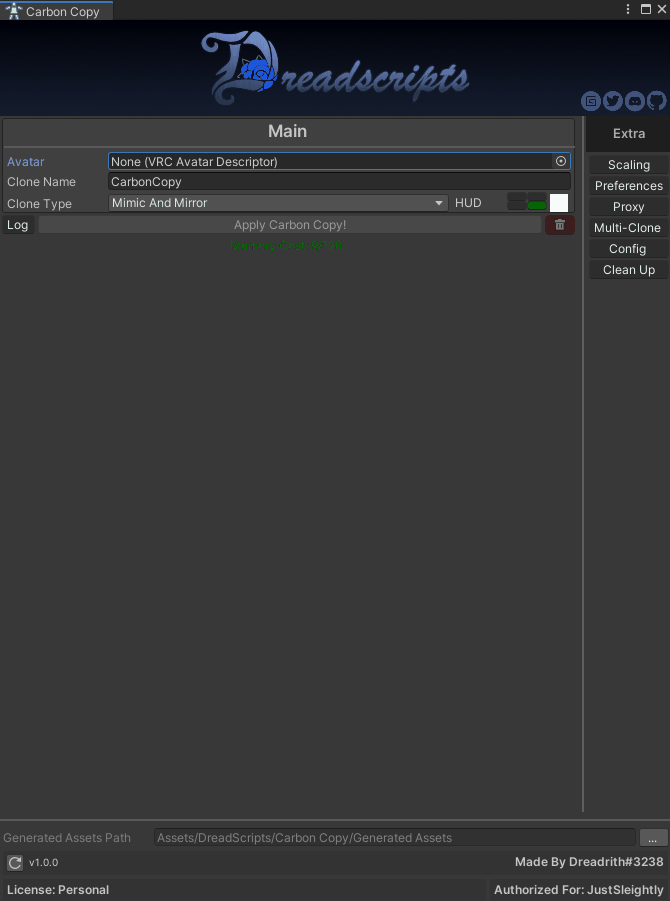 Carbon Copy
Dreadscripts
Main
Extra
Avatar None (VRC Avatar Descriptor)
Clone Name CarbonCopy
Clone Type Mimic And Mirror HUD
Log Apply Carbon Copy!
Scaling
Preferences
Proxy
Multi-Clone
Config
Clean Up
Generated Assets Path Assets/DreadScripts/Carbon Copy/Generated Assets ...
v1.0.0 Made By Dreadrith#3238
License: Personal Authorized For: JustSleightly